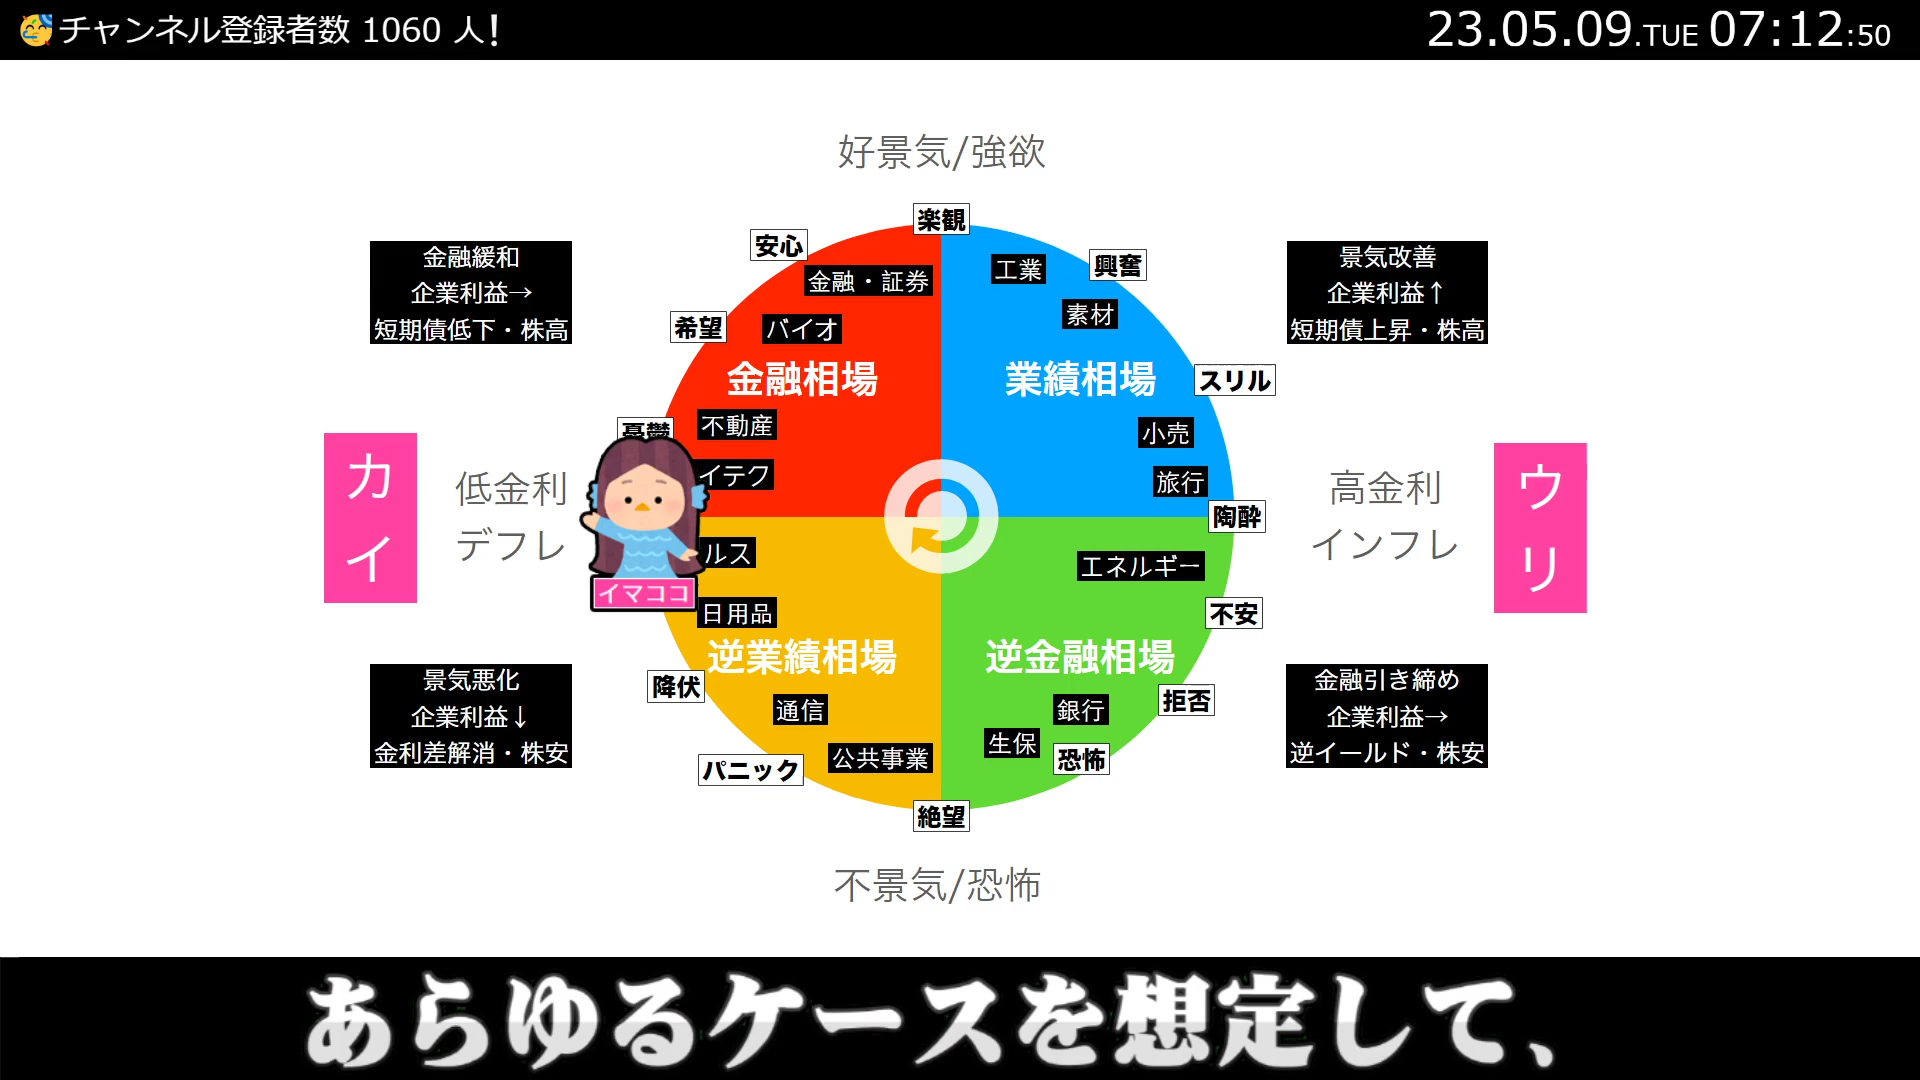 チャンネル登録者数 1060 人!
23.05.09.TUE 07:12:50
好景気/強欲
楽観
安心
興奮
金融緩和
企業利益→
短期債低下・株高
金融・証券
工業
景気改善
企業利益↑
短期債上昇・株高
希望
バイオ
素材
金融相場
業績相場
スリル
不動産
小売
イテク
旅行
カイ
低金利
デフレ
高金利
インフレ
ウリ
陶酔
ルス
エネルギー
イマココ
日用品
不安
逆業績相場
逆金融相場
降伏
拒否
景気悪化
企業利益↓
金利差解消・株安
通信
銀行
金融引き締め
企業利益→
逆イールド・株安
公共事業
生保
パニック
恐怖
絶望
不景気/恐怖
あらゆるケースを想定して、